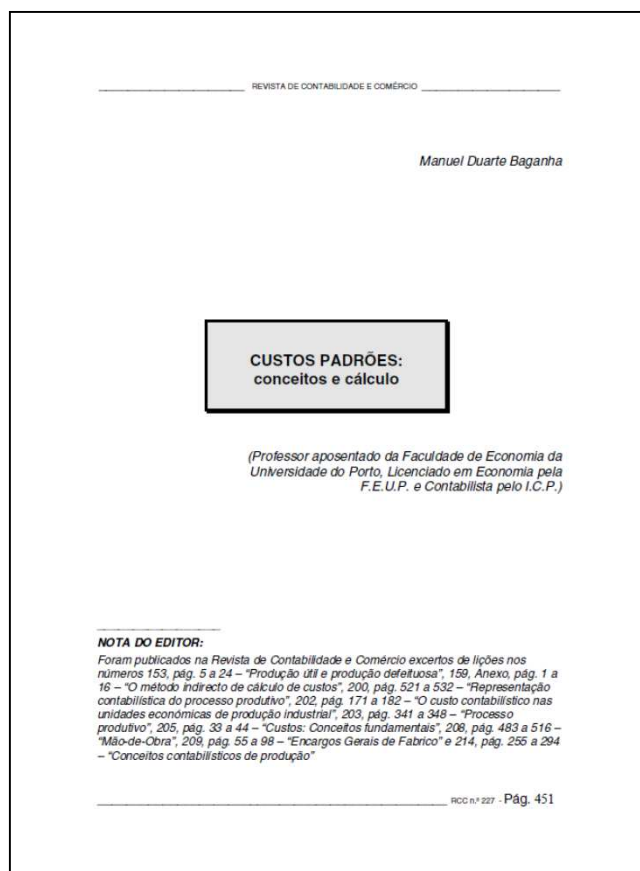 REVISTA DE CONTABILIDADE E COMÉRCIO
Manuel Duarte Baganha
CUSTOS PADRÕES:
conceitos e cálculo
(Professor aposentado da Faculdade de Economia da
Universidade do Porto, Licenciado em Economia pela
F.E.U.P. e Contabilista pelo I.C.P.)
NOTA DO EDITOR:
Foram publicados na Revista de Contabilidade e Comércio excertos de lições nos
números 153, pág. 5 a 24 – “Produção útil e produção defeituosa”, 159, Anexo, pág. 1 a
16 – “O método indirecto de cálculo de custos”, 200, pág. 521 a 532 – “Representação
contabilística do processo produtivo”, 202, pág. 171 a 182 – “O custo contabilístico nas
unidades económicas de produção industrial”, 203, pág. 341 a 348 – “Processo
produtivo”, 205, pág. 33 a 44 – “Custos: Conceitos fundamentais”, 208, pág. 483 a 516 –
“Mão-de-Obra”, 209, pág. 55 a 98 – “Encargos Gerais de Fabrico” e 214, pág. 255 a 294
– “Conceitos contabilísticos de produção”
RCC n.º 227 - Pág. 451